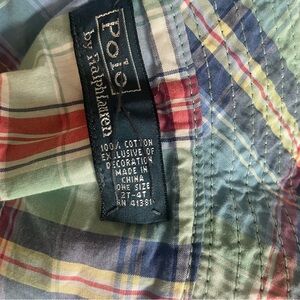 Polo
by Ralph Lauren
100% COTTON
EXCLUSIVE OF
DECORATION
MADE IN
CHINA
ONE SIZE
2T-4T
RN 41381